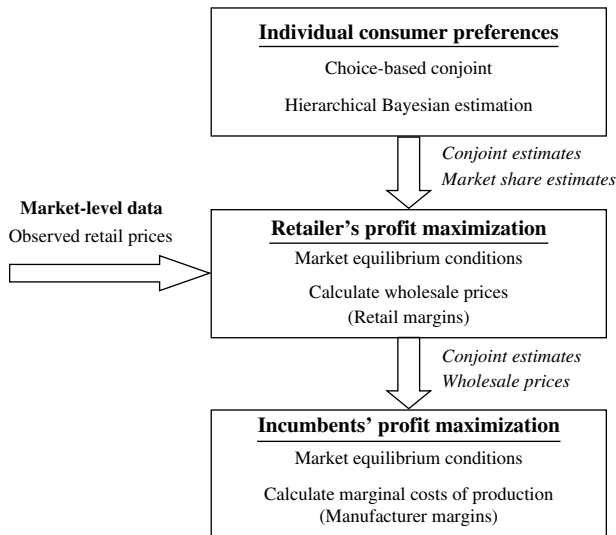 Individual consumer preferences
Choice-based conjoint
Hierarchical Bayesian estimation
Conjoint estimates
Market share estimates
Market-level data
Observed retail prices
Retailer's profit maximization
Market equilibrium conditions
Calculate wholesale prices
(Retail margins)
Conjoint estimates
Wholesale prices
Incumbents' profit maximization
Market equilibrium conditions
Calculate marginal costs of production
(Manufacturer margins)